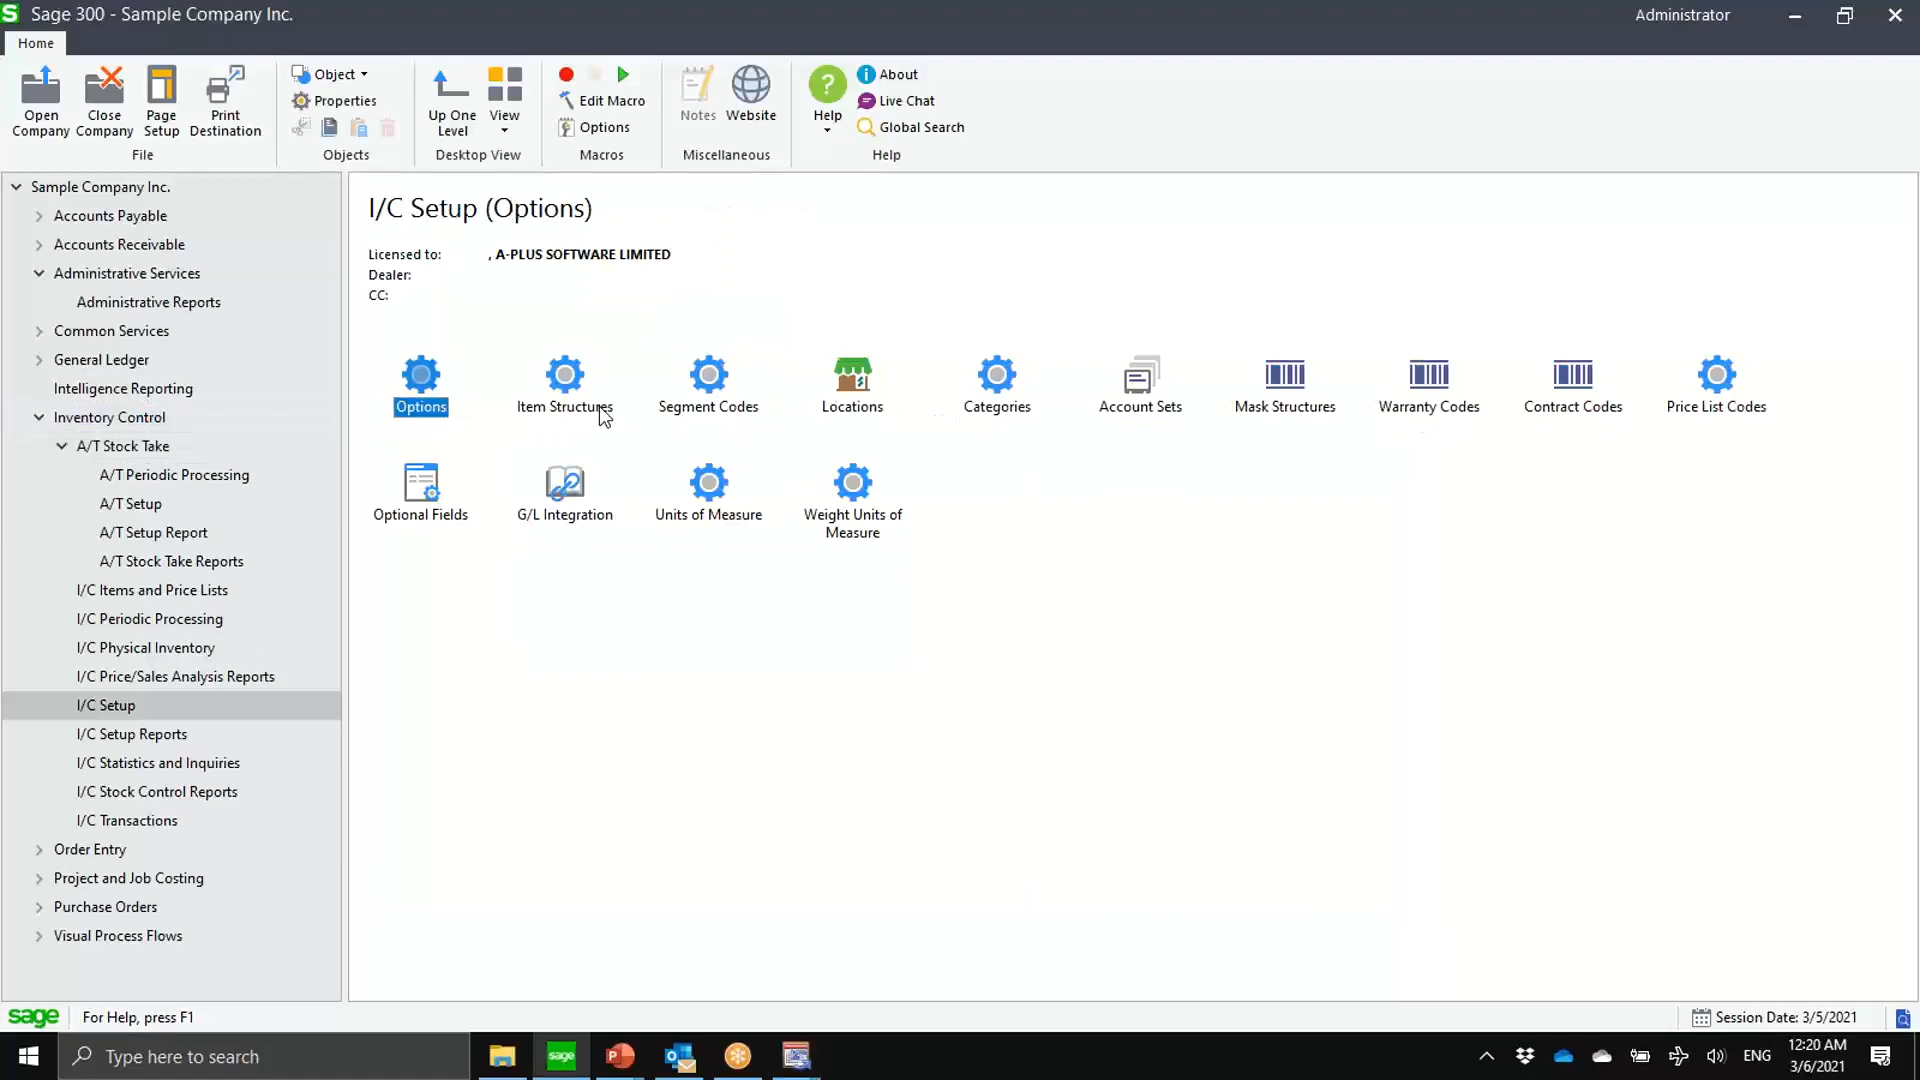 Sage 300 - Sample Company Inc.
Administrator
Home
Open Company
Close Company
Page Setup
Print Destination
File
Object
Properties
Objects
Up One Level
View
Desktop View
Edit Macro
Options
Macros
Notes
Website
Miscellaneous
Help
About
Live Chat
Global Search
Help
Sample Company Inc.
Accounts Payable
Accounts Receivable
Administrative Services
Administrative Reports
Common Services
General Ledger
Intelligence Reporting
Inventory Control
A/T Stock Take
A/T Periodic Processing
A/T Setup
A/T Setup Report
A/T Stock Take Reports
I/C Items and Price Lists
I/C Periodic Processing
I/C Physical Inventory
I/C Price/Sales Analysis Reports
I/C Setup
I/C Setup Reports
I/C Statistics and Inquiries
I/C Stock Control Reports
I/C Transactions
Order Entry
Project and Job Costing
Purchase Orders
Visual Process Flows
I/C Setup (Options)
Licensed to: , A-PLUS SOFTWARE LIMITED
Dealer:
CC:
Options
Item Structures
Segment Codes
Locations
Categories
Account Sets
Mask Structures
Warranty Codes
Contract Codes
Price List Codes
Optional Fields
G/L Integration
Units of Measure
Weight Units of
Measure
sage
For Help, press F1
Session Date: 3/5/2021
Type here to search
sage
ENG
12:20 AM
3/6/2021